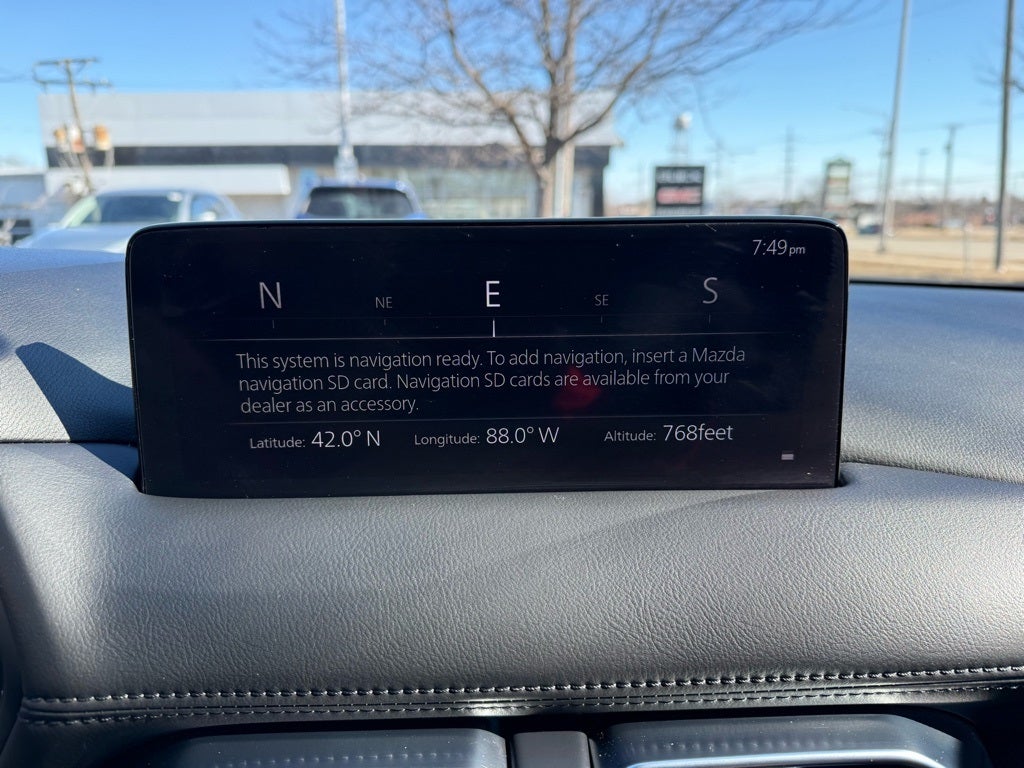 7:49pm
N NE E SE S
This system is navigation ready. To add navigation, insert a Mazda
navigation SD card. Navigation SD cards are available from your
dealer as an accessory.
Latitude: 42.0° N Longitude: 88.0° W Altitude: 768feet